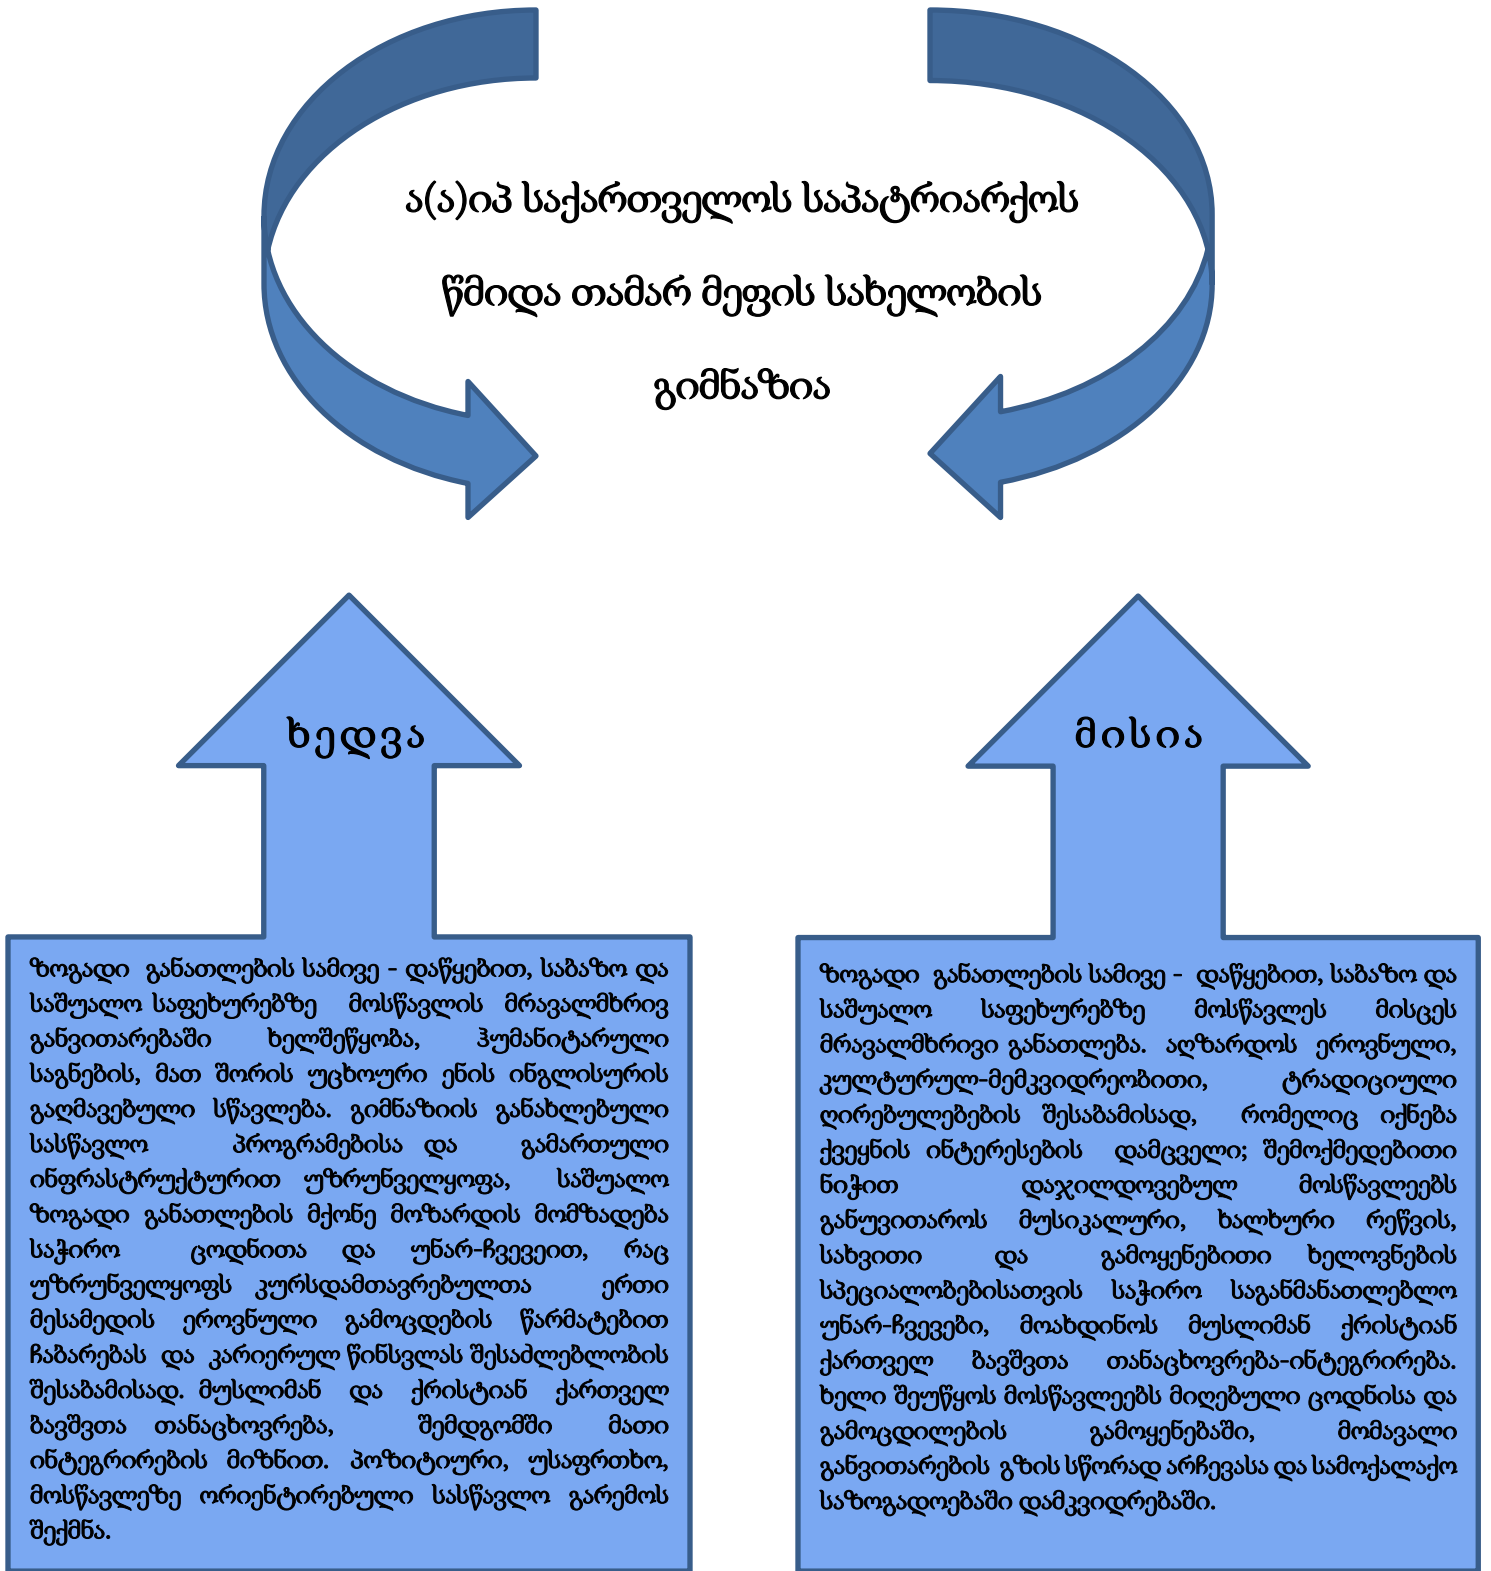 ა(ა)იპ საქართველოს საპატრიარქოს
წმიდა თამარ მეფის სახელობის
გიმნაზია
ხედვა
ზოგადი განათლების სამივე - დაწყებით, საბაზო და
საშუალო საფეხურებზე მოსწავლის მრავალმხრივ
განვითარებაში ხელშეწყობა, ჰუმანიტარული
საგნების, მათ შორის უცხოური ენის ინგლისურის
გაღმავებული სწავლება. გიმნაზიის განახლებული
სასწავლო პროგრამებისა და გამართული
ინფრასტრუქტურით უზრუნველყოფა, საშუალო
ზოგადი განათლების მქონე მოზარდის მომზადება
საჭირო ცოდნითა და უნარ-ჩვევეით, რაც
უზრუნველყოფს კურსდამთავრებულთა ერთი
მესამედის ეროვნული გამოცდების წარმატებით
ჩაბარებას და კარიერულ წინსვლას შესაძლებლობის
შესაბამისად. მუსლიმან და ქრისტიან ქართველ
ბავშვთა თანაცხოვრება, შემდგომში მათი
ინტეგრირების მიზნით. პოზიტიური, უსაფრთხო,
მოსწავლეზე ორიენტირებული სასწავლო გარემოს
შექმნა.
მისია
ზოგადი განათლების სამივე - დაწყებით, საბაზო და
საშუალო საფეხურებზე მოსწავლეს მისცეს
მრავალმხრივი განათლება. აღზარდოს ეროვნული,
კულტურულ-მემკვიდრეობითი, ტრადიციული
ღირებულებების შესაბამისად, რომელიც იქნება
ქვეყნის ინტერესების დამცველი; შემოქმედებითი
ნიჭით დაჯილდოვებულ მოსწავლეებს
განუვითაროს მუსიკალური, ხალხური რეწვის,
სახვითი და გამოყენებითი ხელოვნების
სპეციალობებისათვის საჭირო საგანმანათლებლო
უნარ-ჩვევები, მოახდინოს მუსლიმან ქრისტიან
ქართველ ბავშვთა თანაცხოვრება-ინტეგრირება.
ხელი შეუწყოს მოსწავლეებს მიღებული ცოდნისა და
გამოცდილების გამოყენებაში, მომავალი
განვითარების გზის სწორად არჩევასა და სამოქალაქო
საზოგადოებაში დამკვიდრებაში.